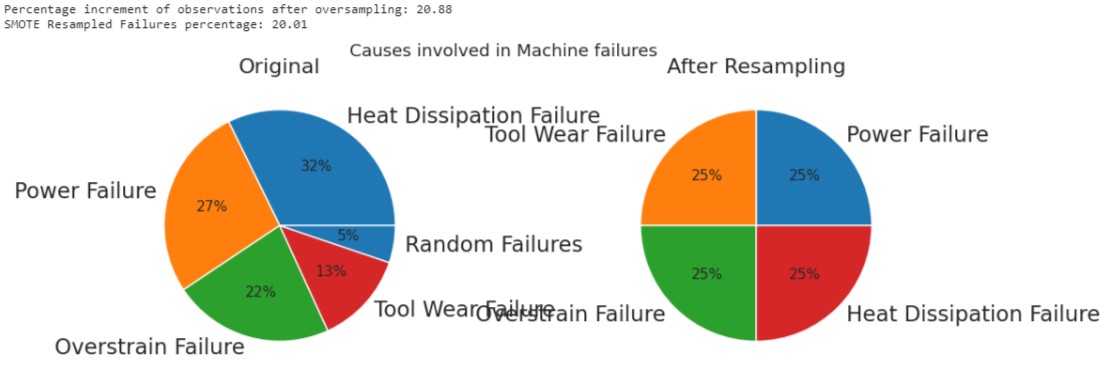 Percentage increment of observations after oversampling: 20.88
SMOTE Resampled Failures percentage: 20.01
Causes involved in Machine failures
Original
Heat Dissipation Failure
32%
Power Failure
27%
5%
Random Failures
13%
22%
Tool Wear Failure
Overstrain Failure
After Resampling
Tool Wear Failure
Power Failure
25%
25%
25%
25%
Overstrain Failure
Heat Dissipation Failure